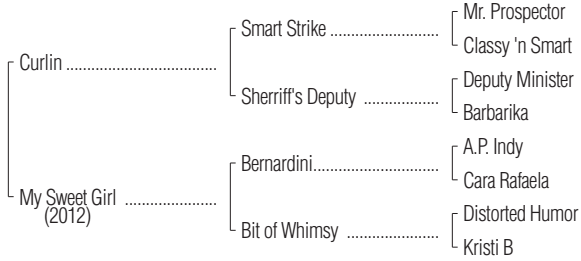 Mr. Prospector
Smart Strike ......................
Classy 'n Smart
Curlin ..............................
Deputy Minister
Sherriff's Deputy ...............
Barbarika
A.P. Indy
Bernardini.........................
Cara Rafaela
My Sweet Girl ..................
(2012)
Distorted Humor
Bit of Whimsy ..................
Kristi B